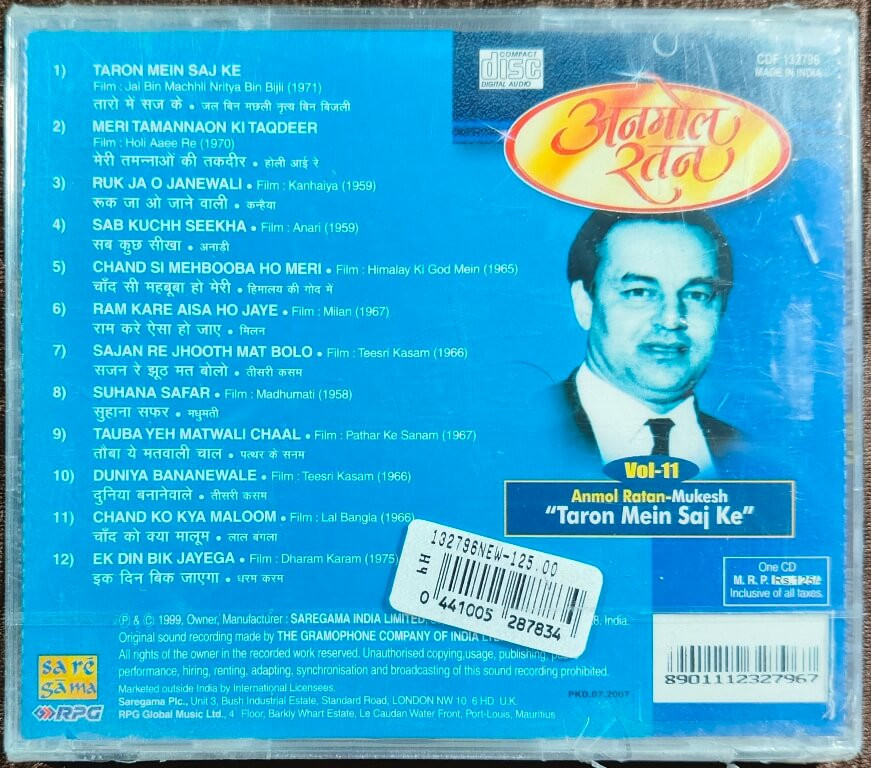 1) TARON MEIN SAJ KE
Film : Jal Bin Machhli Nritya Bin Bijli (1971)
तारो में सज के • जल बिन मछली नृत्य बिन बिजली
2) MERI TAMANNAON KI TAQDEER
Film : Holi Aaee Re (1970)
मेरी तमन्नाओं की तकदीर • होली आई रे
3) RUK JA O JANEWALI • Film : Kanhaiya (1959)
रूक जा ओ जाने वाली • कन्हैया
4) SAB KUCHH SEEKHA • Film : Anari (1959)
सब कुछ सीखा • अनाडी
5) CHAND SI MEHBOOBA HO MERI • Film : Himalay Ki God Mein (1965)
चाँद सी महबूबा हो मेरी • हिमालय की गोद में
6) RAM KARE AISA HO JAYE • Film : Milan (1967)
राम करे ऐसा हो जाए • मिलन
7) SAJAN RE JHOOTH MAT BOLO • Film : Teesri Kasam (1966)
सजन रे झूठ मत बोलो • तीसरी कसम
8) SUHANA SAFAR • Film : Madhumati (1958)
सुहाना सफर • मधुमती
9) TAUBA YEH MATWALI CHAAL • Film : Pathar Ke Sanam (1967)
ताँबा ये मतवाली चाल • पत्थर के सनम
10) DUNIYA BANANEWALE • Film : Teesri Kasam (1966)
दुनिया बनानेवाले • तीसरी कसम
11) CHAND KO KYA MALOOM • Film : Lal Bangla (1966)
चाँद को क्या मालूम • लाल बंगला
12) EK DIN BIK JAYEGA • Film : Dharam Karam (1975)
इक दिन बिक जाएगा • धरम करम
COMPACT
disc
DIGITAL AUDIO
CDF 132796
MADE IN INDIA
अनमोल
रतन
Vol-11
Anmol Ratan-Mukesh
"Taron Mein Saj Ke"
One CD
M. R. P. Rs.125/-
Inclusive of all taxes.
132796NEW-125.00
HY
0 441005 287834
8901112327967
℗ & © 1999, Owner, Manufacturer : SAREGAMA INDIA LIMITED, India.
Original sound recording made by THE GRAMOPHONE COMPANY OF INDIA
All rights of the owner in the recorded work reserved. Unauthorised copying, usage, publishing,
performance, hiring, renting, adapting, synchronisation and broadcasting of this sound recording prohibited.
Marketed outside India by International Licensees.
Saregama Plc., Unit 3, Bush Industrial Estate, Standard Road, LONDON NW 10 6 HD U.K.
RPG Global Music Ltd., 4 Floor, Barkly Whart Estate, Le Caudan Water Front, Port-Louis, Mauritius
PKD.07.2007
sa rē
gā ma
RPG